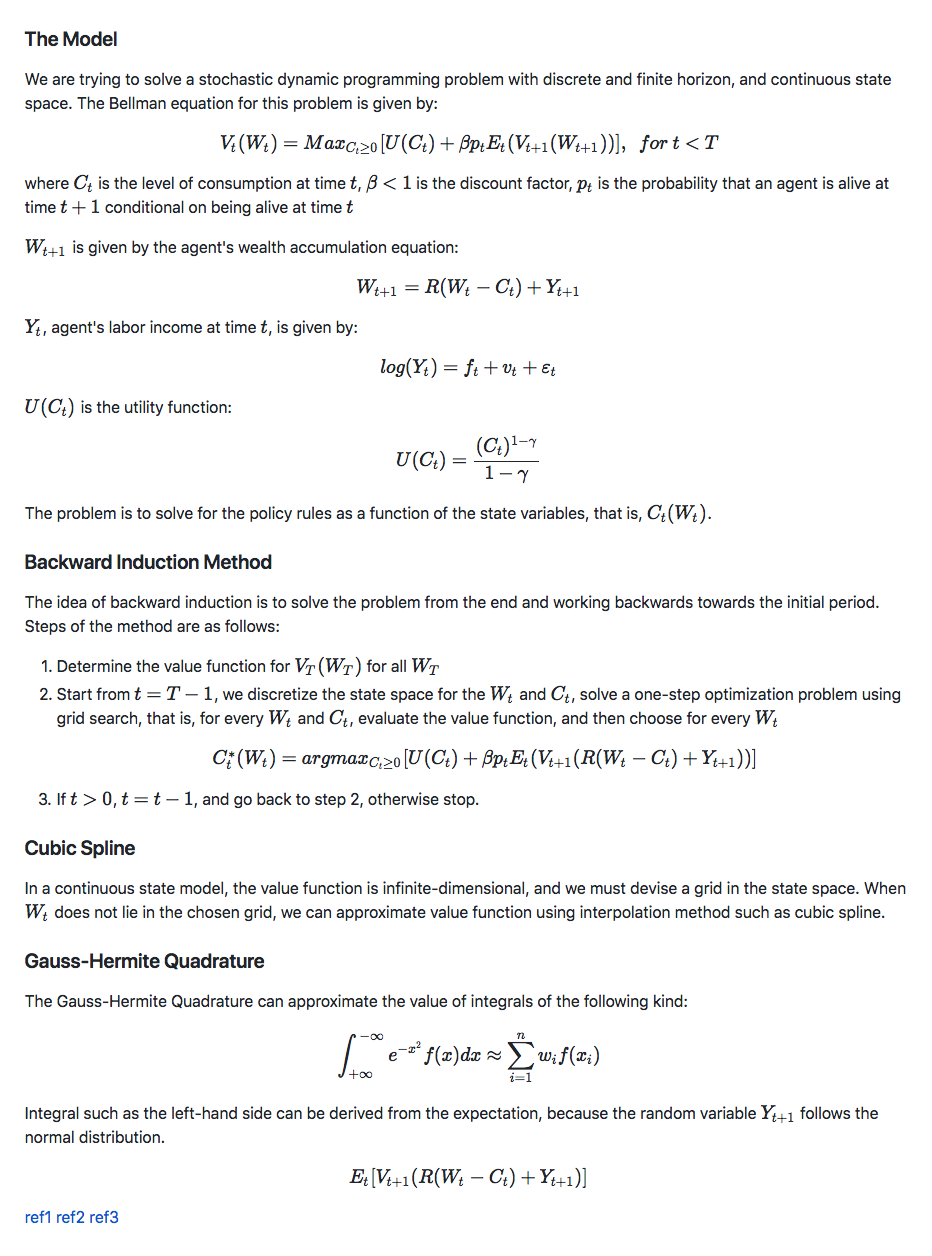 The Model
We are trying to solve a stochastic dynamic programming problem with discrete and finite horizon, and continuous state
space. The Bellman equation for this problem is given by:
V_t(W_t) = Max_{C_t≥0}[U(C_t) + βp_tE_t(V_{t+1}(W_{t+1}))],  for t < T
where C_t is the level of consumption at time t, β < 1 is the discount factor, p_t is the probability that an agent is alive at
time t + 1 conditional on being alive at time t
W_{t+1} is given by the agent's wealth accumulation equation:
W_{t+1} = R(W_t − C_t) + Y_{t+1}
Y_t, agent's labor income at time t, is given by:
log(Y_t) = f_t + v_t + ε_t
U(C_t) is the utility function:
U(C_t) = \frac{(C_t)^{1−γ}}{1 − γ}
The problem is to solve for the policy rules as a function of the state variables, that is, C_t(W_t).
Backward Induction Method
The idea of backward induction is to solve the problem from the end and working backwards towards the initial period.
Steps of the method are as follows:
1. Determine the value function for V_T(W_T) for all W_T
2. Start from t = T − 1, we discretize the state space for the W_t and C_t, solve a one-step optimization problem using
grid search, that is, for every W_t and C_t, evaluate the value function, and then choose for every W_t
C_t^*(W_t) = argmax_{C_t≥0}[U(C_t) + βp_tE_t(V_{t+1}(R(W_t − C_t) + Y_{t+1}))]
3. If t > 0, t = t − 1, and go back to step 2, otherwise stop.
Cubic Spline
In a continuous state model, the value function is infinite-dimensional, and we must devise a grid in the state space. When
W_t does not lie in the chosen grid, we can approximate value function using interpolation method such as cubic spline.
Gauss-Hermite Quadrature
The Gauss-Hermite Quadrature can approximate the value of integrals of the following kind:
∫_{+∞}^{−∞} e^{−x^2} f(x)dx ≈ ∑_{i=1}^{n} w_i f(x_i)
Integral such as the left-hand side can be derived from the expectation, because the random variable Y_{t+1} follows the
normal distribution.
E_t[V_{t+1}(R(W_t − C_t) + Y_{t+1})]
ref1 ref2 ref3